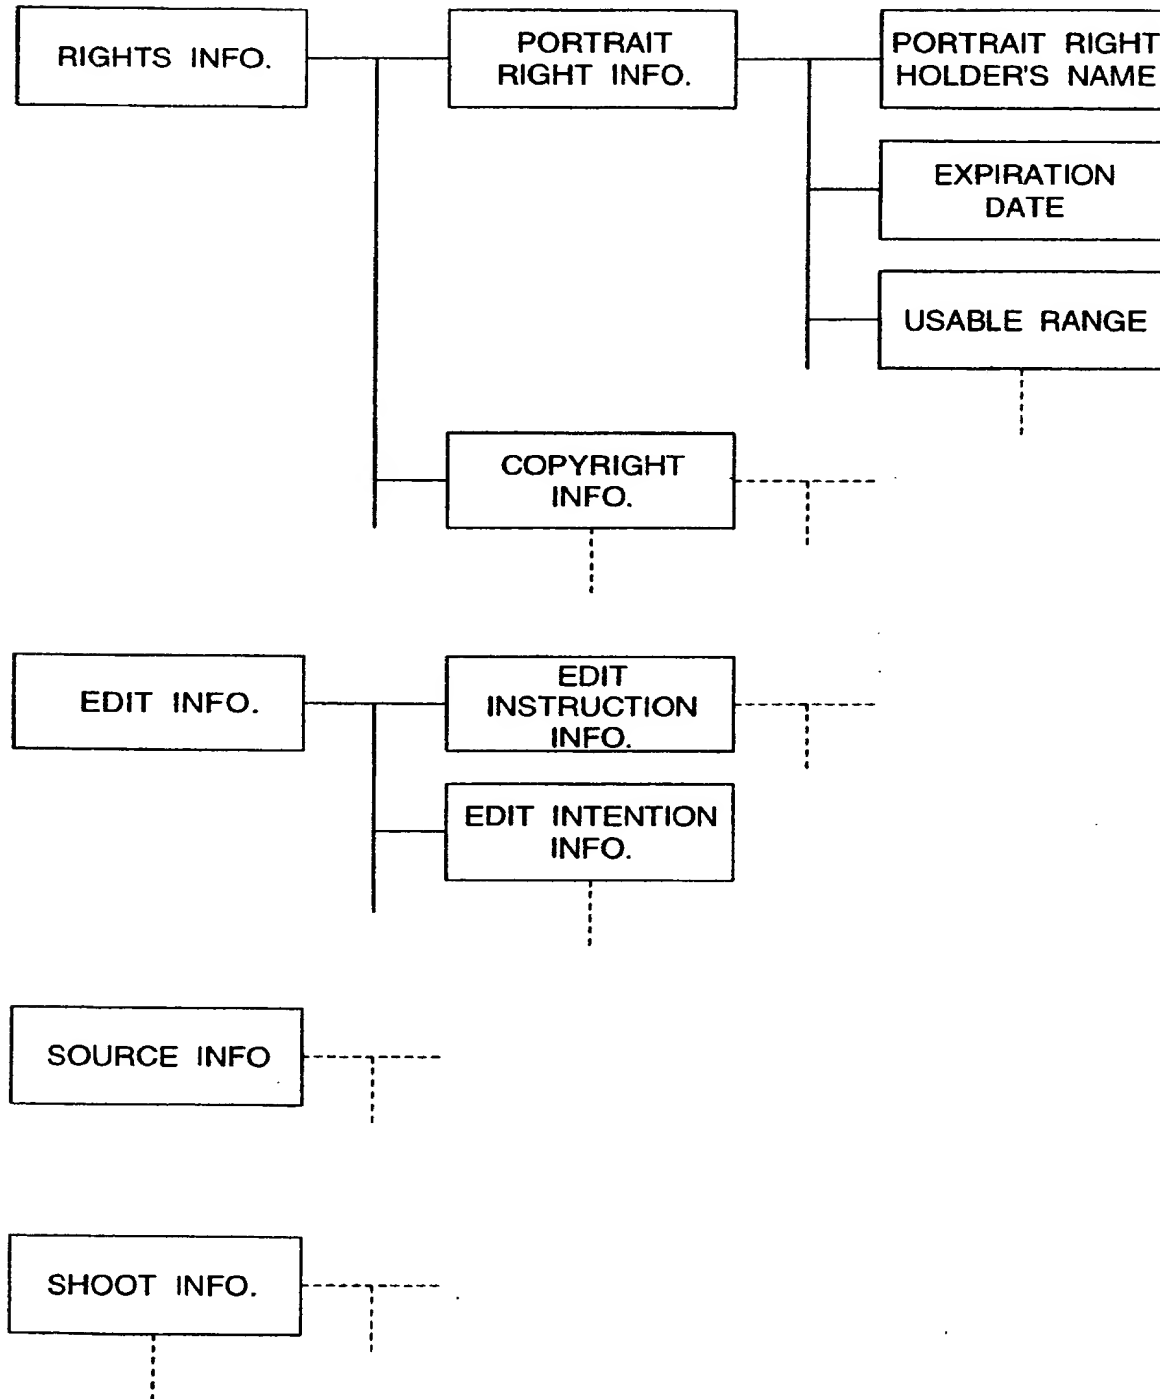 RIGHTS INFO.
PORTRAIT
RIGHT INFO.
PORTRAIT RIGHT
HOLDER'S NAME
EXPIRATION
DATE
USABLE RANGE
COPYRIGHT
INFO.
EDIT INFO.
EDIT
INSTRUCTION
INFO.
EDIT INTENTION
INFO.
SOURCE INFO
SHOOT INFO.